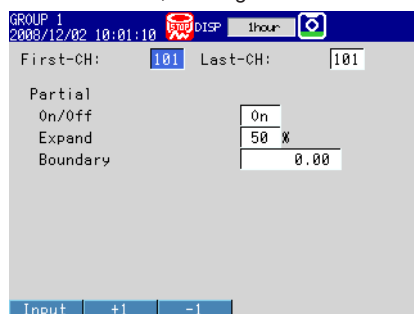 GROUP 1
2008/12/02 10:01:10 STOP DISP 1hour
First-CH: 101 Last-CH: 101
Partial
On/Off On
Expand 50 %
Boundary 0.00
Input +1 -1